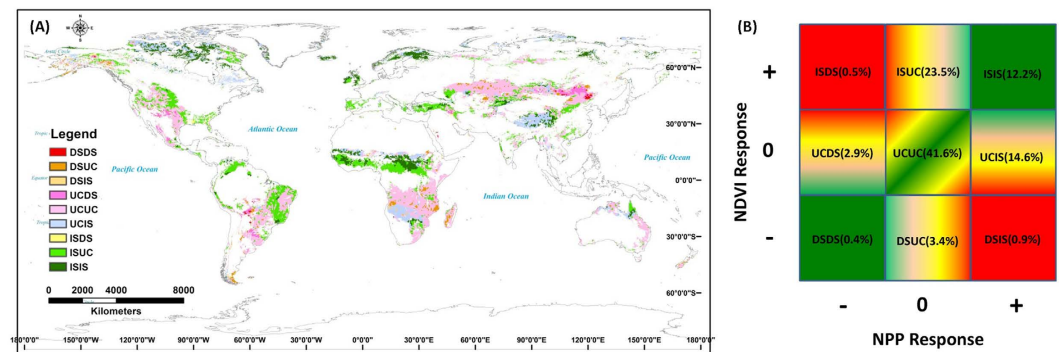 (A)
N
W
E
S
Arctic Circle
60°0'0"N
30°0'0"N
0°0'0"
30°0'0"S
60°0'0"S
Atlantic Ocean
Pacific Ocean
Pacific Ocean
Indian Ocean
Legend
DSDS
DSUC
DSIS
UCDS
UCUC
UCIS
ISDS
ISUC
ISIS
0 2000 4000 8000
Kilometers
180°0'0" 150°0'0"W 120°0'0"W 90°0'0"W 60°0'0"W 30°0'0"W 0°0'0" 30°0'0"E 60°0'0"E 90°0'0"E 120°0'0"E 150°0'0"E 180°0'0"
(B)
NDVI Response
+
0
-
ISDS(0.5%) ISUC(23.5%) ISIS(12.2%)
UCDS(2.9%) UCUC(41.6%) UCIS(14.6%)
DSDS(0.4%) DSUC(3.4%) DSIS(0.9%)
- 0 +
NPP Response